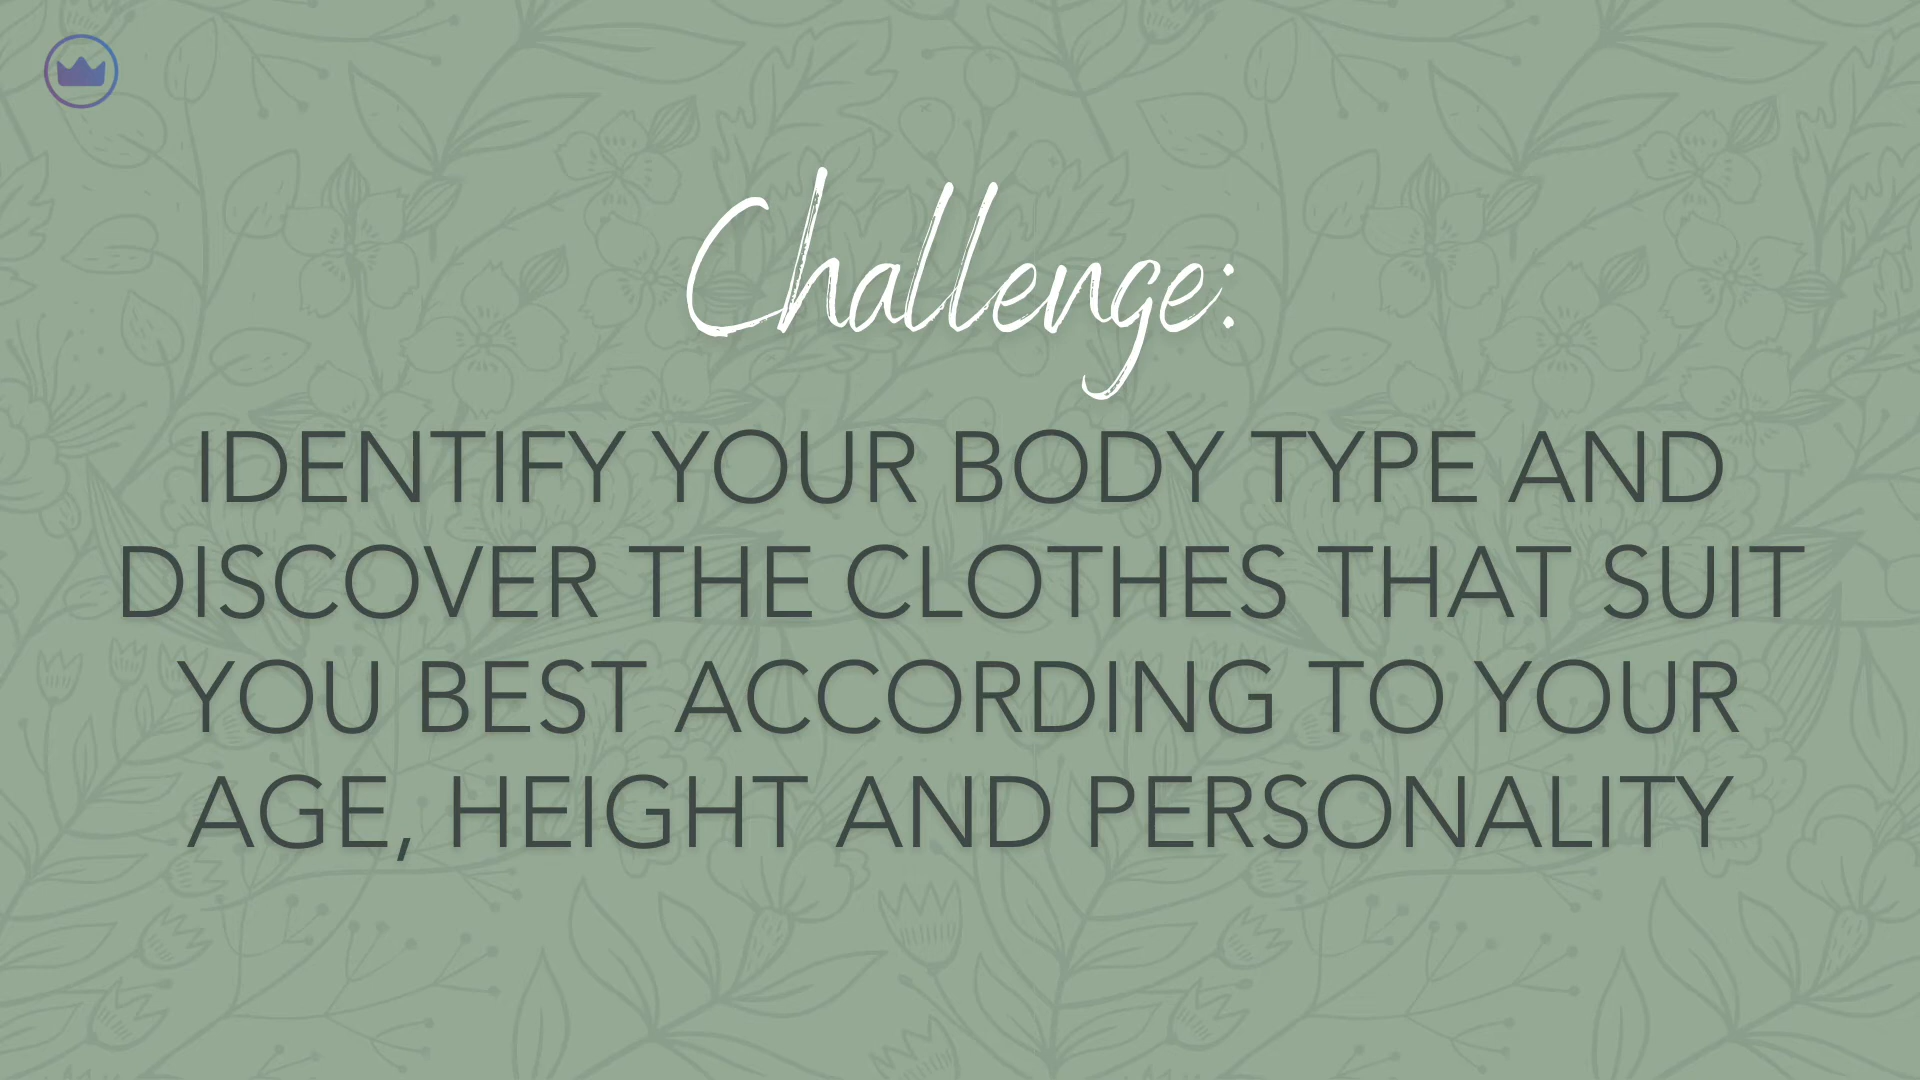 Challenge:
IDENTIFY YOUR BODY TYPE AND
DISCOVER THE CLOTHES THAT SUIT
YOU BEST ACCORDING TO YOUR
AGE, HEIGHT AND PERSONALITY